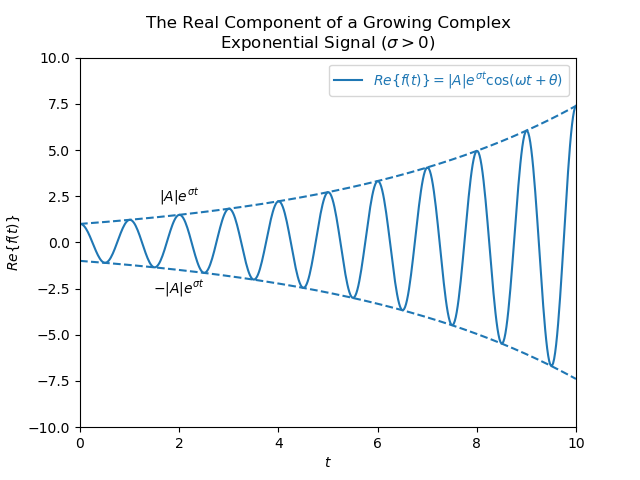 The Real Component of a Growing Complex
Exponential Signal (σ > 0)
Re{f(t)} = |A|e^{σt}cos(ωt + θ)
10.0
7.5
5.0
2.5
0.0
−2.5
−5.0
−7.5
−10.0
Re{f(t)}
|A|e^{σt}
−|A|e^{σt}
0 2 4 6 8 10
t